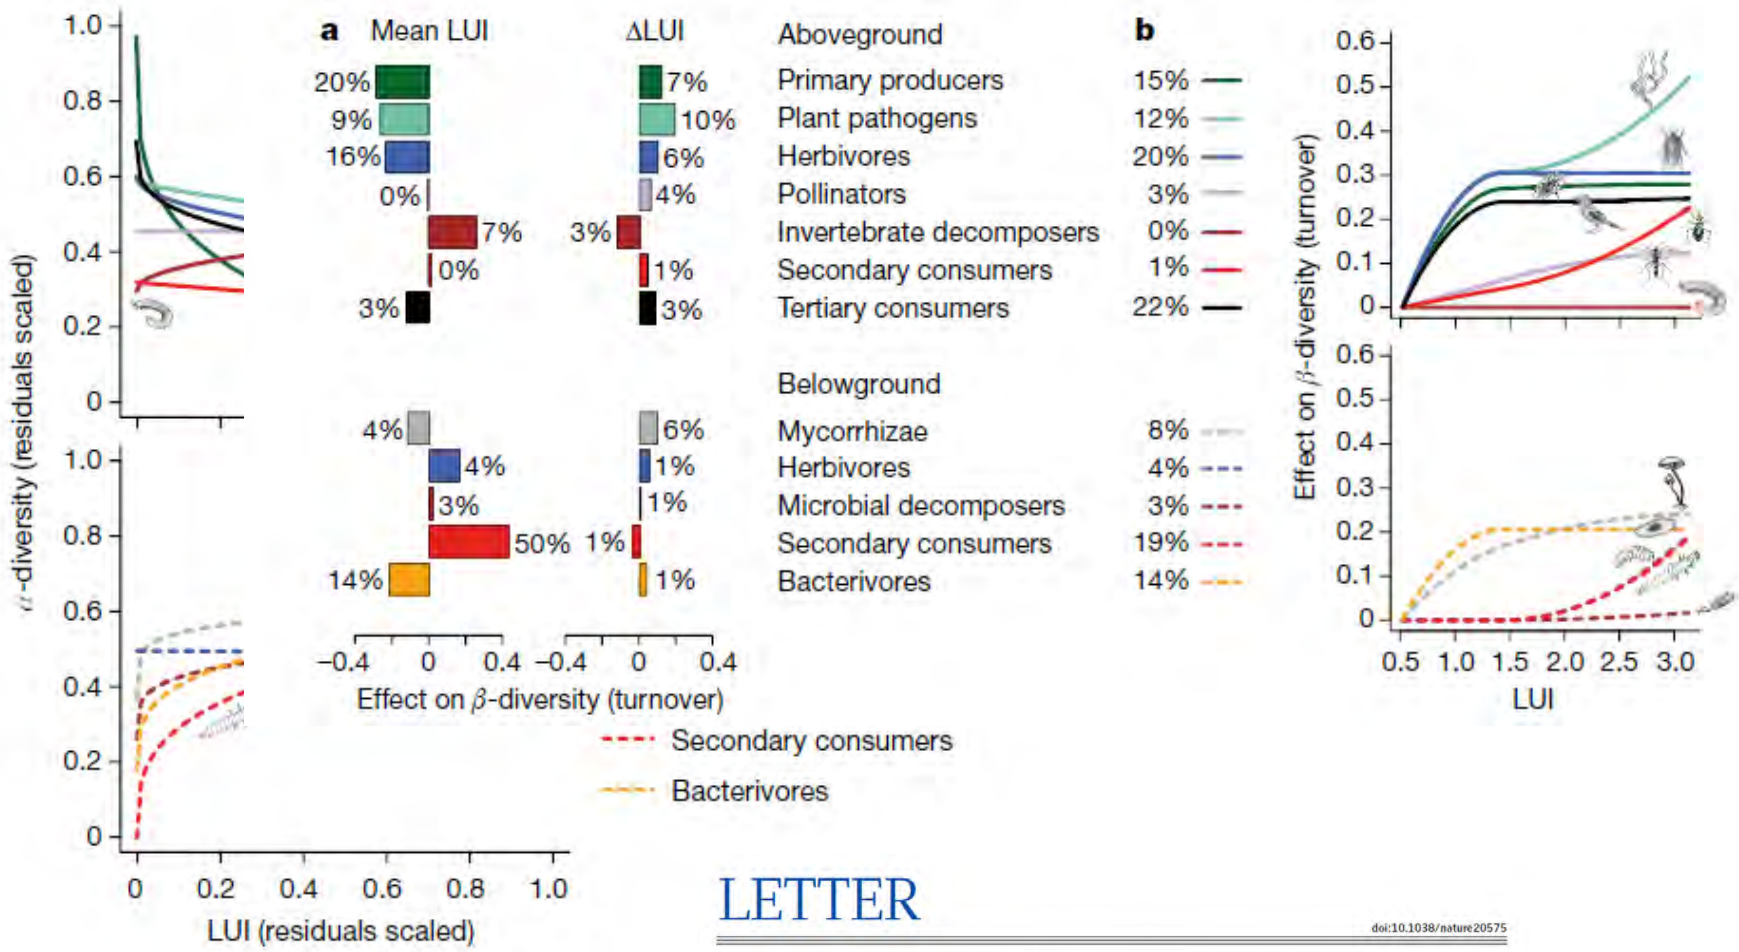 α-diversity (residuals scaled)
1.0
0.8
0.6
0.4
0.2
0
1.0
0.8
0.6
0.4
0.2
0
0 0.2 0.4 0.6 0.8 1.0
LUI (residuals scaled)
a Mean LUI ΔLUI
Aboveground
20% 7% Primary producers 15%
9% 10% Plant pathogens 12%
16% 6% Herbivores 20%
0% 4% Pollinators 3%
7% 3% Invertebrate decomposers 0%
0% 1% Secondary consumers 1%
3% 3% Tertiary consumers 22%
Belowground
4% 6% Mycorrhizae 8%
4% 1% Herbivores 4%
3% 1% Microbial decomposers 3%
50% 1% Secondary consumers 19%
14% 1% Bacterivores 14%
−0.4 0 0.4 −0.4 0 0.4
Effect on β-diversity (turnover)
Secondary consumers
Bacterivores
b
Effect on β-diversity (turnover)
0.6
0.5
0.4
0.3
0.2
0.1
0
0.6
0.5
0.4
0.3
0.2
0.1
0
0.5 1.0 1.5 2.0 2.5 3.0
LUI
LETTER
doi:10.1038/nature20575